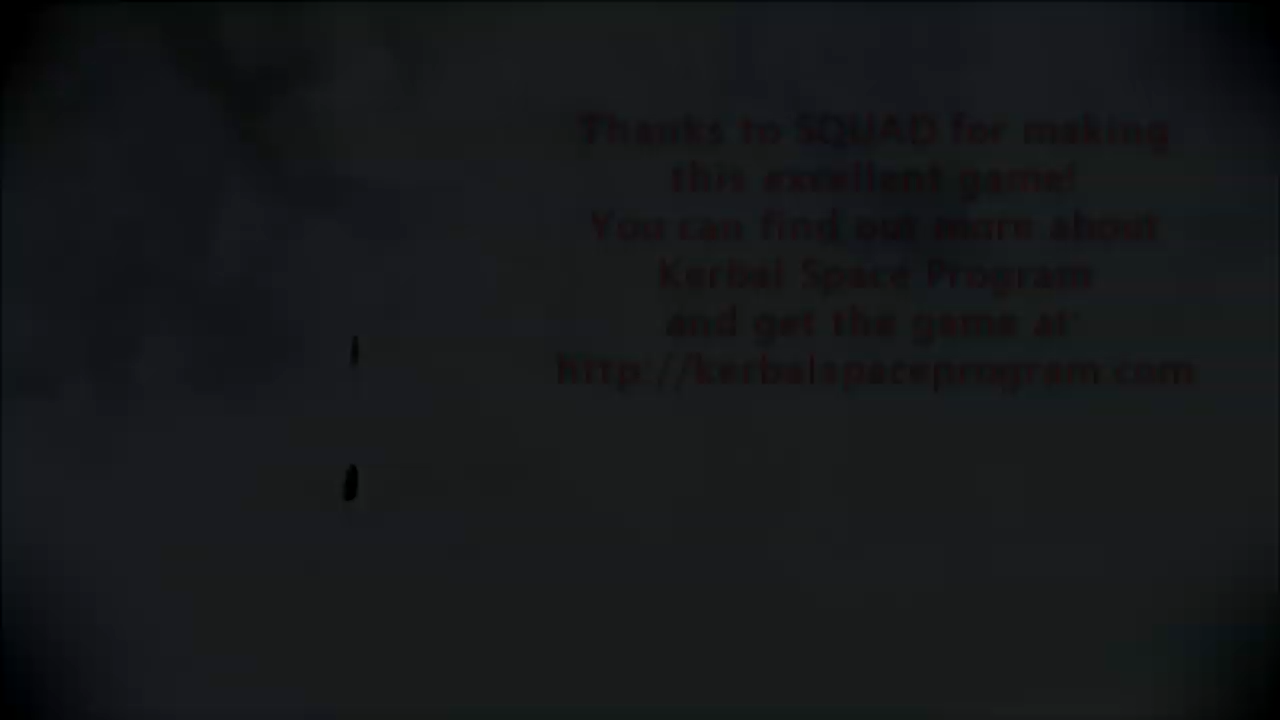 Thanks to SQUAD for making
this excellent game!
You can find out more about
Kerbal Space Program
and get the game at:
http://kerbalspaceprogram.com